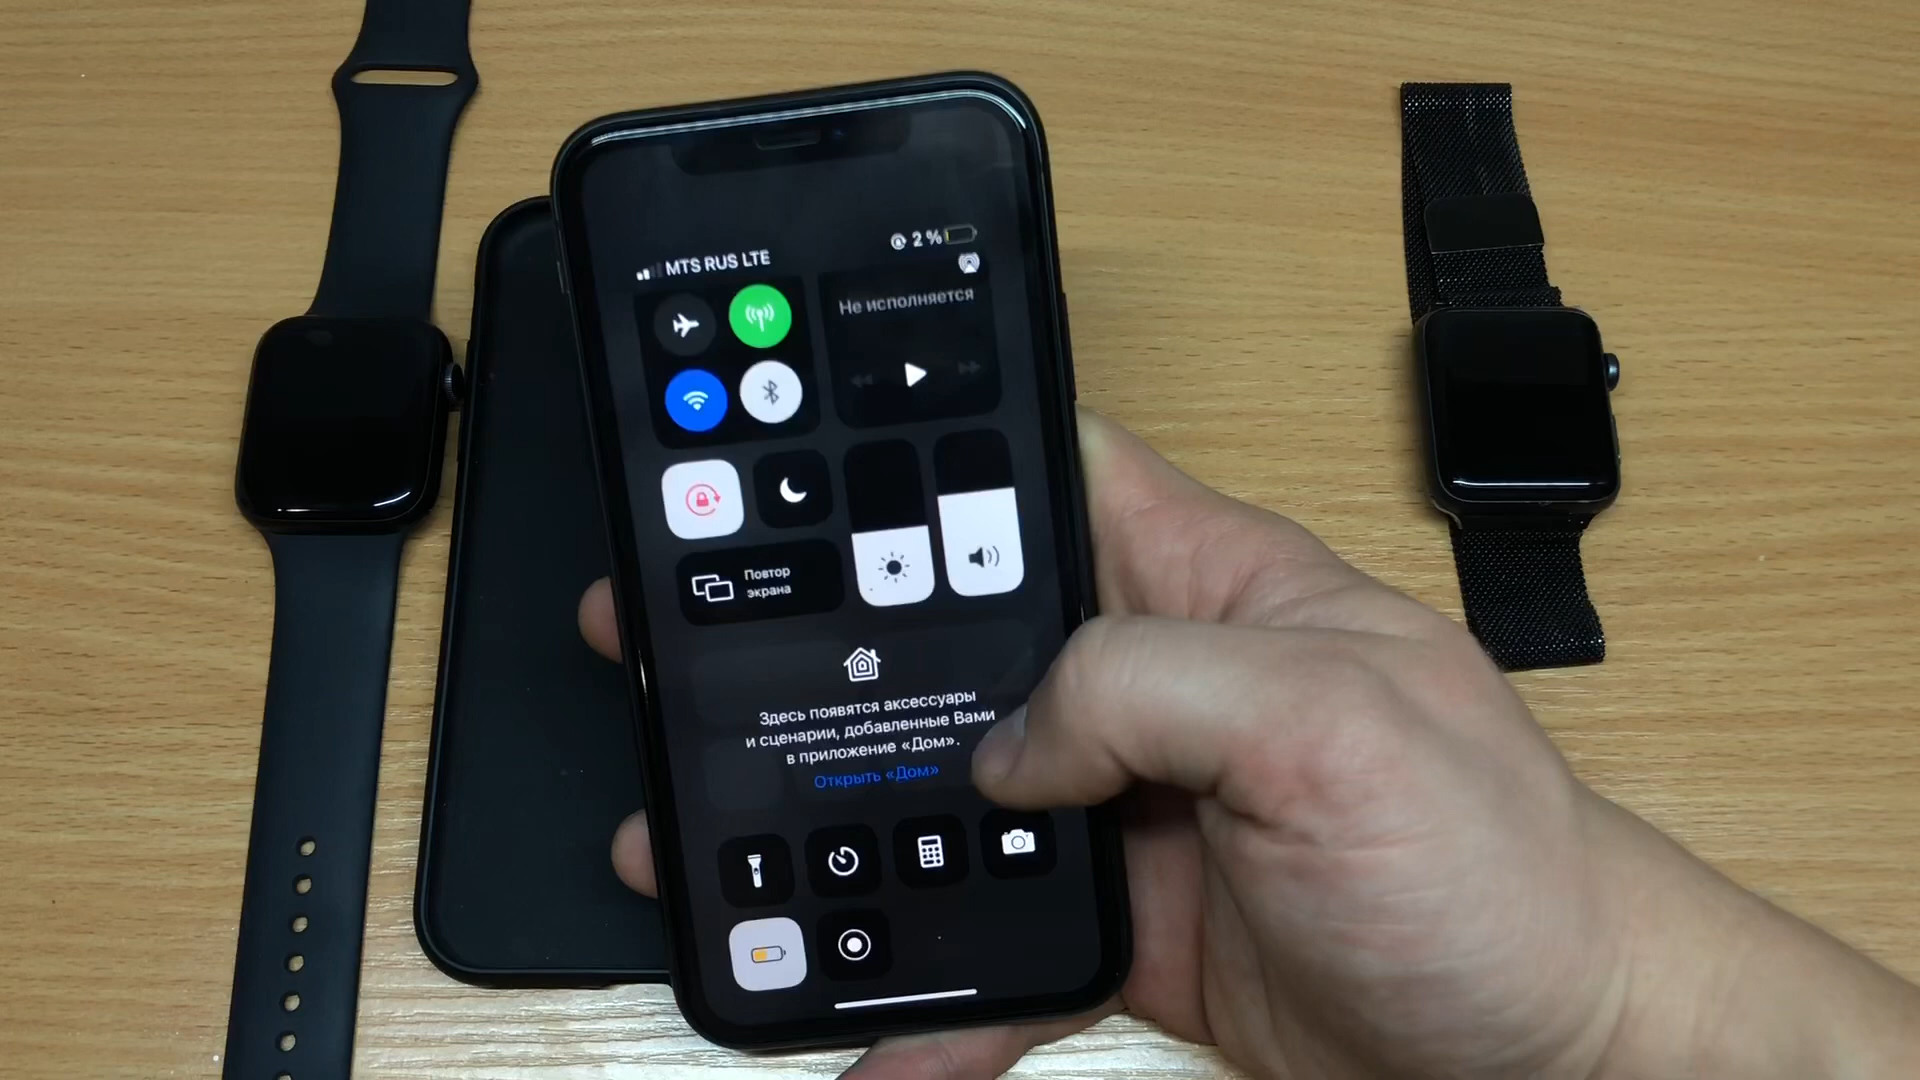 MTS RUS LTE
2 %
Не исполняется
Повтор
экрана
Здесь появятся аксессуары
и сценарии, добавленные Вами
в приложение «Дом».
Открыть «Дом»